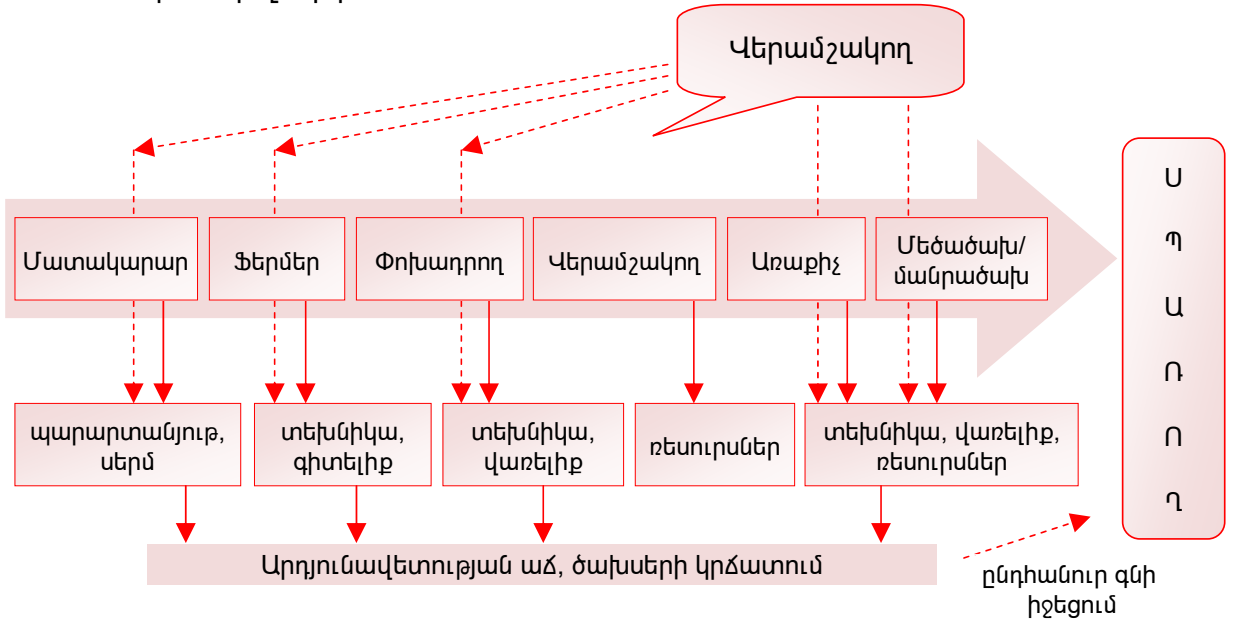 Վերամշակող
Մատակարար
Ֆերմեր
Փոխադրող
Վերամշակող
Առաքիչ
Մեծածախ/
մանրածախ
պարարտանյութ,
սերմ
տեխնիկա,
գիտելիք
տեխնիկա,
վառելիք
ռեսուրսներ
տեխնիկա, վառելիք,
ռեսուրսներ
Արդյունավետության աճ, ծախսերի կրճատում
ընդհանուր գնի
իջեցում
Ս
Պ
Ա
Ռ
Ո
Ղ